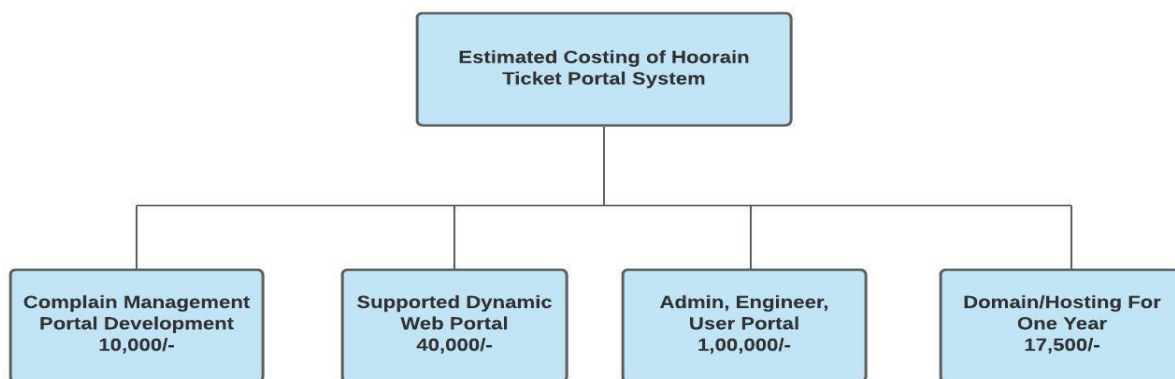 Estimated Costing of Hoorain
Ticket Portal System
Complain Management
Portal Development
10,000/-
Supported Dynamic
Web Portal
40,000/-
Admin, Engineer,
User Portal
1,00,000/-
Domain/Hosting For
One Year
17,500/-